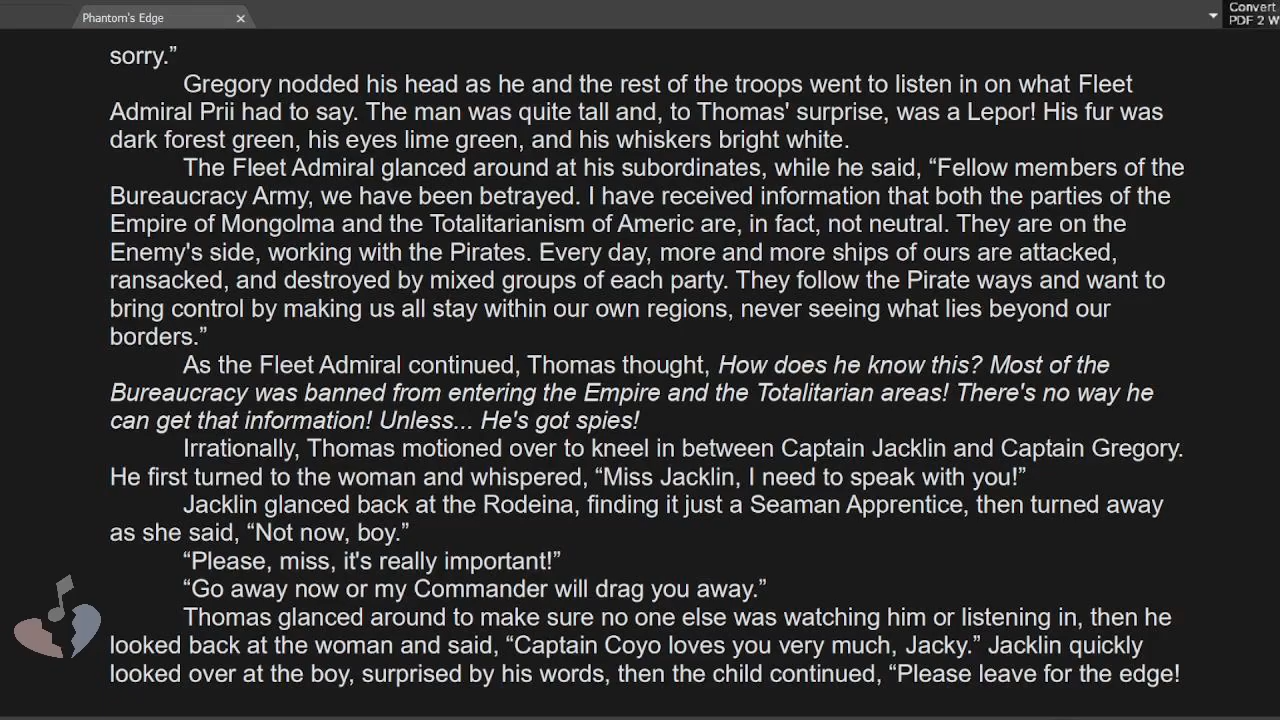 Phantom's Edge
Convert
PDF 2 W
sorry.”
Gregory nodded his head as he and the rest of the troops went to listen in on what Fleet
Admiral Prii had to say. The man was quite tall and, to Thomas' surprise, was a Lepor! His fur was
dark forest green, his eyes lime green, and his whiskers bright white.
The Fleet Admiral glanced around at his subordinates, while he said, “Fellow members of the
Bureaucracy Army, we have been betrayed. I have received information that both the parties of the
Empire of Mongolma and the Totalitarianism of Americ are, in fact, not neutral. They are on the
Enemy's side, working with the Pirates. Every day, more and more ships of ours are attacked,
ransacked, and destroyed by mixed groups of each party. They follow the Pirate ways and want to
bring control by making us all stay within our own regions, never seeing what lies beyond our
borders.”
As the Fleet Admiral continued, Thomas thought, How does he know this? Most of the
Bureaucracy was banned from entering the Empire and the Totalitarian areas! There's no way he
can get that information! Unless... He's got spies!
Irrationally, Thomas motioned over to kneel in between Captain Jacklin and Captain Gregory.
He first turned to the woman and whispered, “Miss Jacklin, I need to speak with you!”
Jacklin glanced back at the Rodeina, finding it just a Seaman Apprentice, then turned away
as she said, “Not now, boy.”
“Please, miss, it's really important!”
“Go away now or my Commander will drag you away.”
Thomas glanced around to make sure no one else was watching him or listening in, then he
looked back at the woman and said, “Captain Coyo loves you very much, Jacky.” Jacklin quickly
looked over at the boy, surprised by his words, then the child continued, “Please leave for the edge!